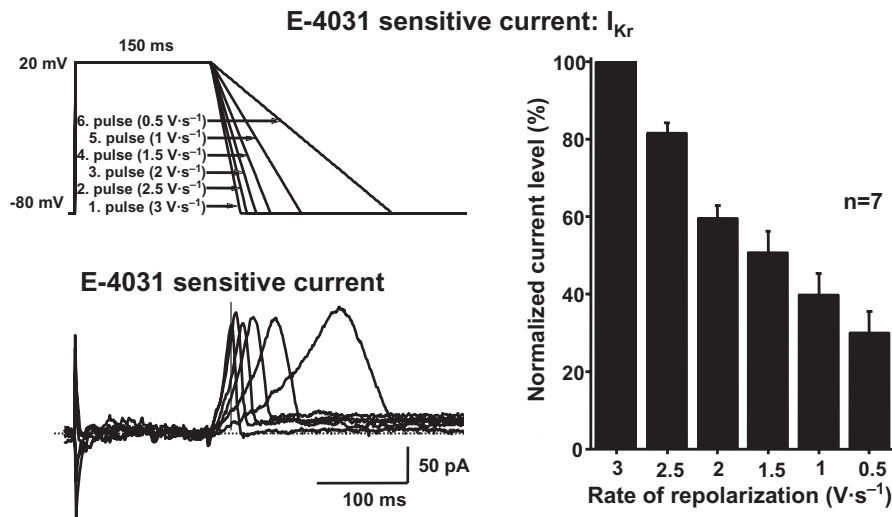 E-4031 sensitive current: I_Kr
150 ms
20 mV
6. pulse (0.5 V·s⁻¹)
5. pulse (1 V·s⁻¹)
4. pulse (1.5 V·s⁻¹)
3. pulse (2 V·s⁻¹)
2. pulse (2.5 V·s⁻¹)
-80 mV
1. pulse (3 V·s⁻¹)
E-4031 sensitive current
50 pA
100 ms
Normalized current level (%)
100
80
60
40
20
0
n=7
3 2.5 2 1.5 1 0.5
Rate of repolarization (V·s⁻¹)